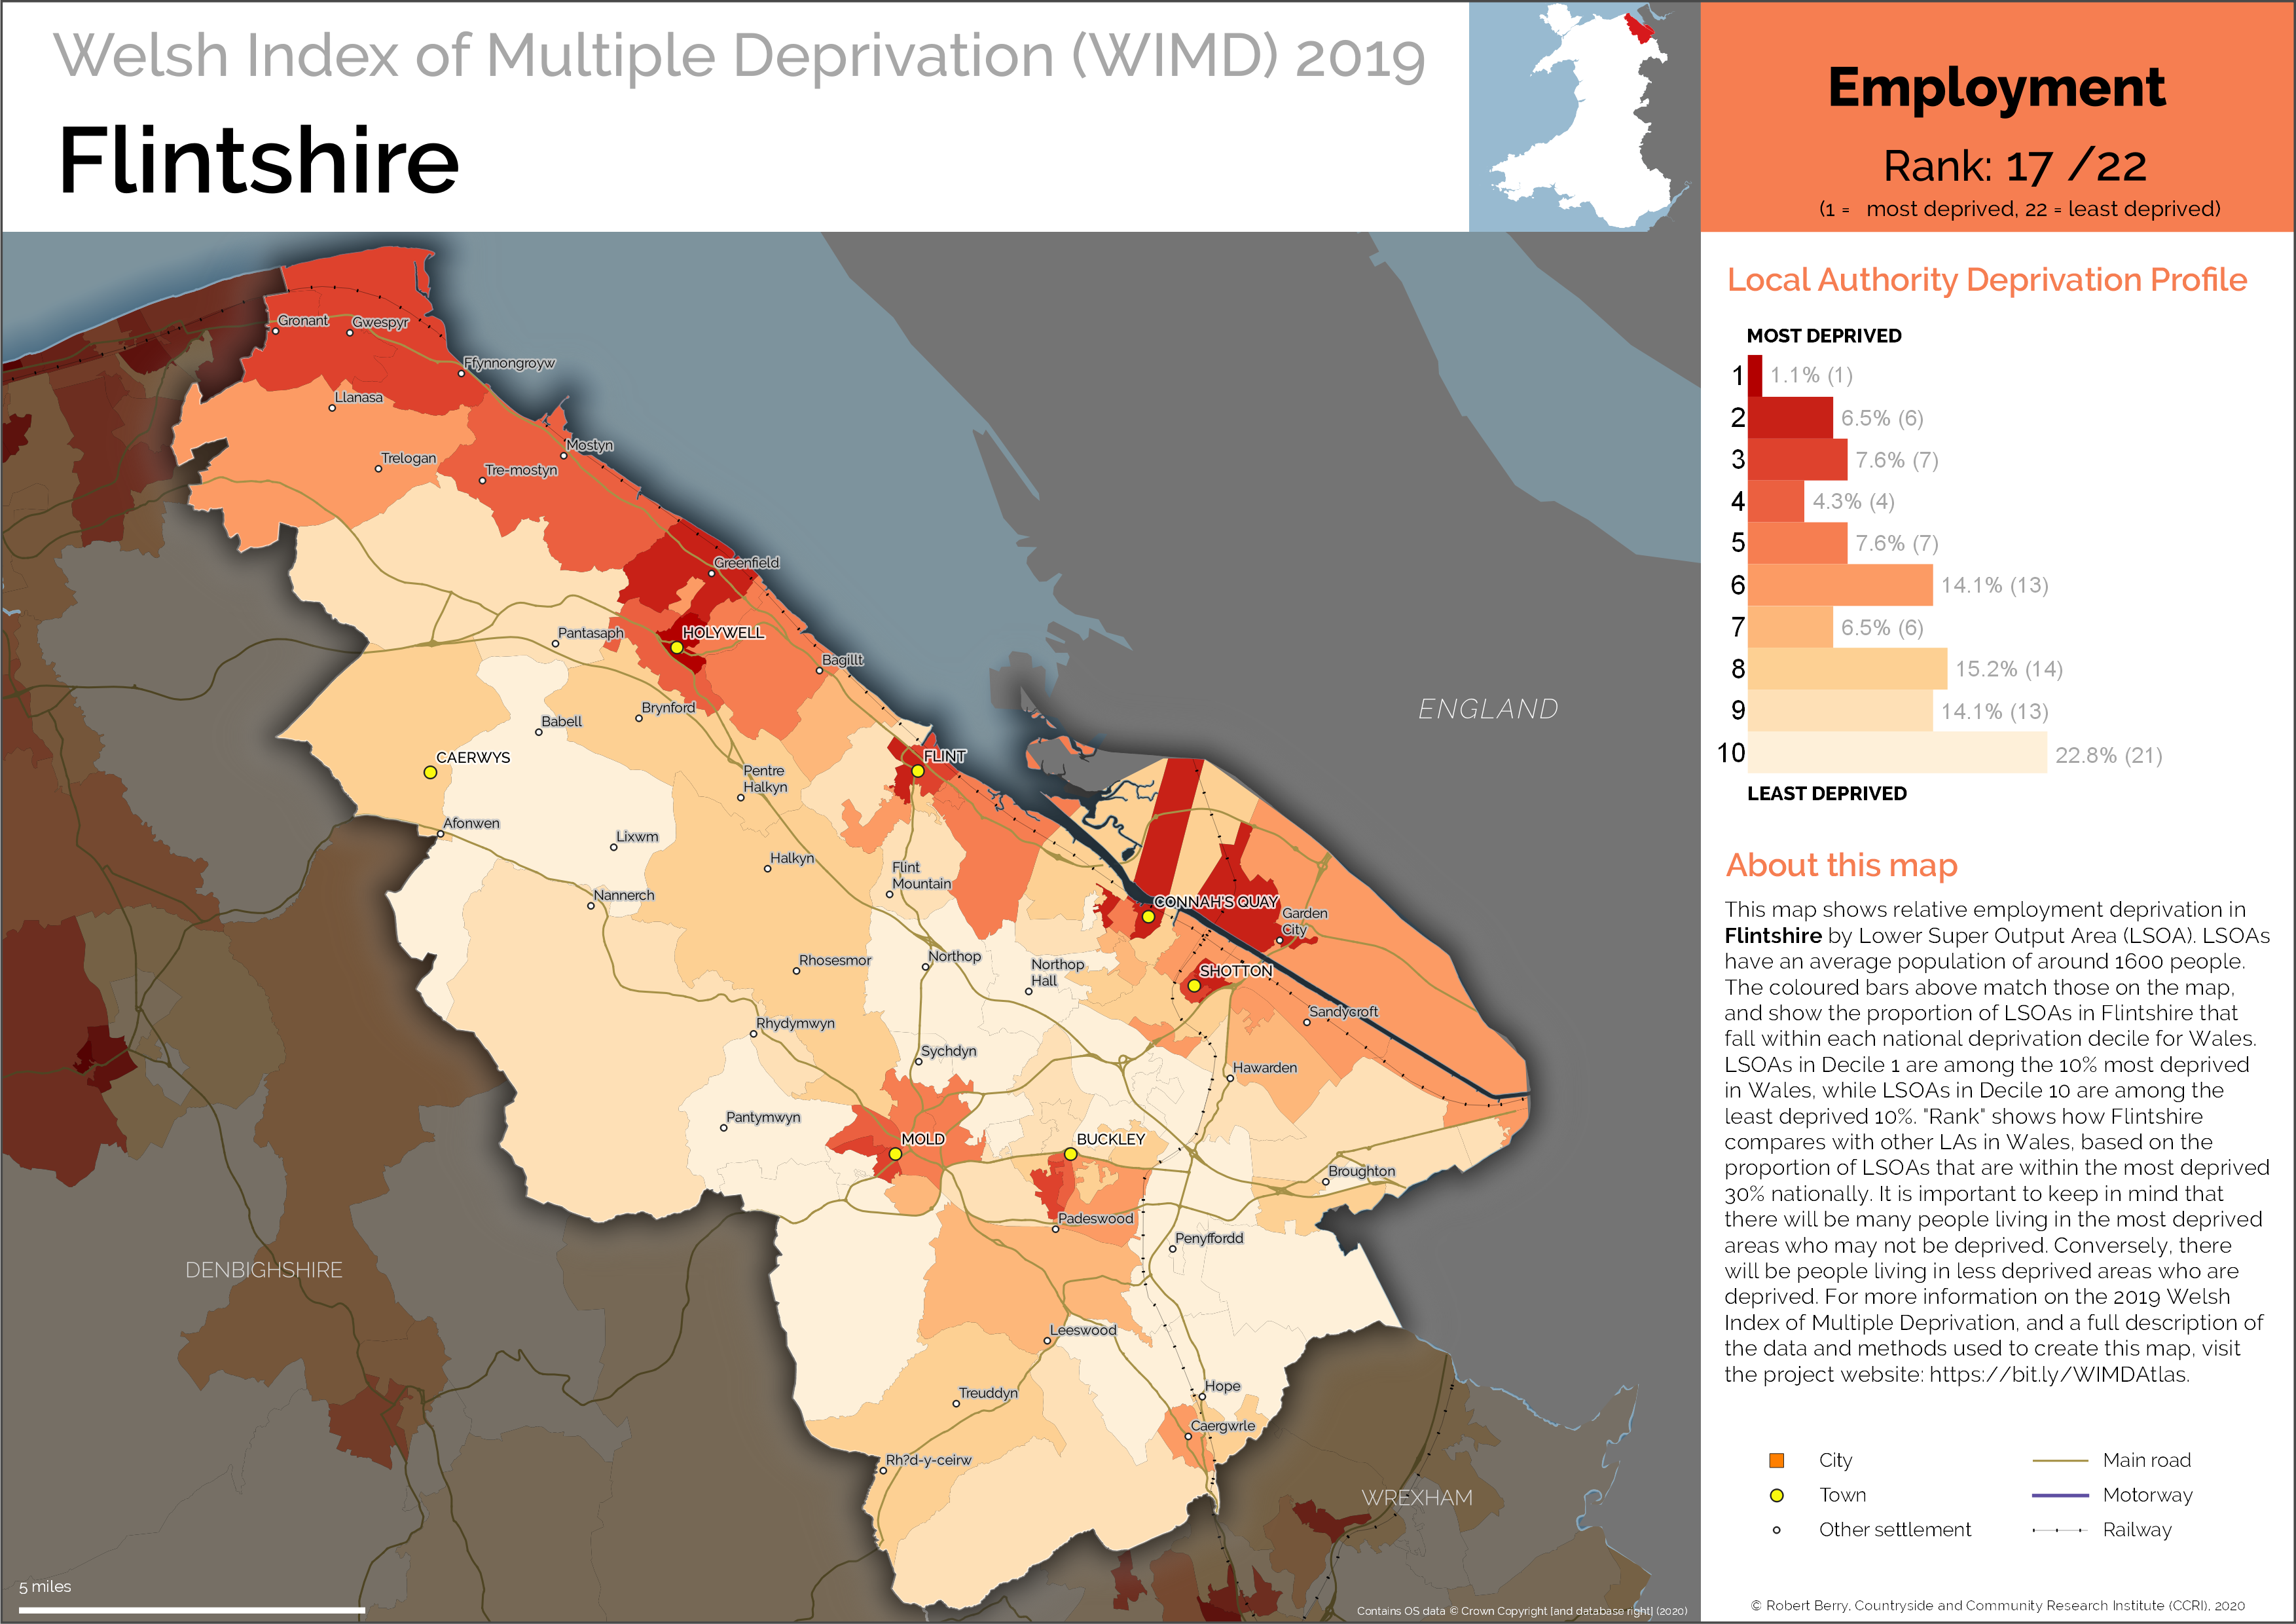 Welsh Index of Multiple Deprivation (WIMD) 2019
Flintshire
Employment
Rank: 17 /22
(1 = most deprived, 22 = least deprived)
Local Authority Deprivation Profile
MOST DEPRIVED
1 1.1% (1)
2 6.5% (6)
3 7.6% (7)
4 4.3% (4)
5 7.6% (7)
6 14.1% (13)
7 6.5% (6)
8 15.2% (14)
9 14.1% (13)
10 22.8% (21)
LEAST DEPRIVED
About this map
This map shows relative employment deprivation in
Flintshire by Lower Super Output Area (LSOA). LSOAs
have an average population of around 1600 people.
The coloured bars above match those on the map,
and show the proportion of LSOAs in Flintshire that
fall within each national deprivation decile for Wales.
LSOAs in Decile 1 are among the 10% most deprived
in Wales, while LSOAs in Decile 10 are among the
least deprived 10%. "Rank" shows how Flintshire
compares with other LAs in Wales, based on the
proportion of LSOAs that are within the most deprived
30% nationally. It is important to keep in mind that
there will be many people living in the most deprived
areas who may not be deprived. Conversely, there
will be people living in less deprived areas who are
deprived. For more information on the 2019 Welsh
Index of Multiple Deprivation, and a full description of
the data and methods used to create this map, visit
the project website: https://bit.ly/WIMDAtlas.
City
Main road
Town
Motorway
Other settlement
Railway
© Robert Berry, Countryside and Community Research Institute (CCRI), 2020
Gronant
Gwespyr
Ffynnongroyw
Llanasa
Mostyn
Trelogan
Tre-mostyn
Greenfield
HOLYWELL
Pantasaph
Bagillt
Brynford
Babell
ENGLAND
CAERWYS
FLINT
Pentre
Halkyn
Afonwen
Lixwm
Halkyn
Flint
Mountain
Nannerch
CONNAH'S QUAY
Garden
City
Northop
Rhosesmor
Northop
Hall
SHOTTON
Sandycroft
Rhydymwyn
Sychdyn
Hawarden
Pantymwyn
MOLD
BUCKLEY
Broughton
Padeswood
Penyffordd
DENBIGHSHIRE
Leeswood
Treuddyn
Hope
Caergwrle
Rh?d-y-ceirw
WREXHAM
5 miles
Contains OS data © Crown Copyright [and database right] (2020)